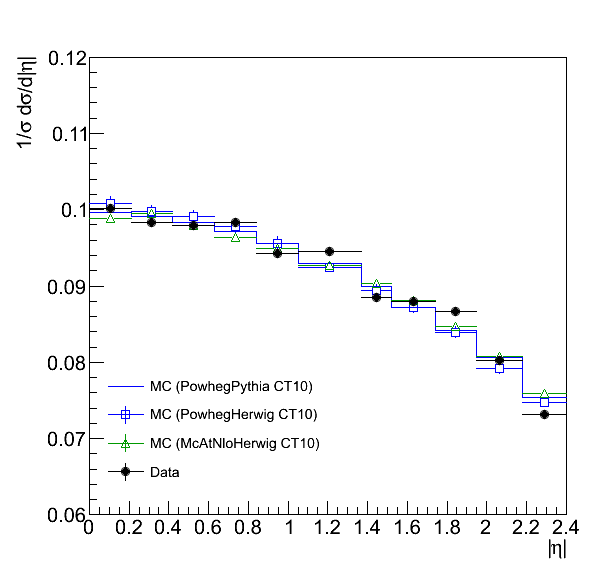 1/σ dσ/d|η|
0.12
0.11
0.1
0.09
0.08
0.07
0.06
MC (PowhegPythia CT10)
MC (PowhegHerwig CT10)
MC (McAtNloHerwig CT10)
Data
0 0.2 0.4 0.6 0.8 1 1.2 1.4 1.6 1.8 2 2.2 2.4
|η|